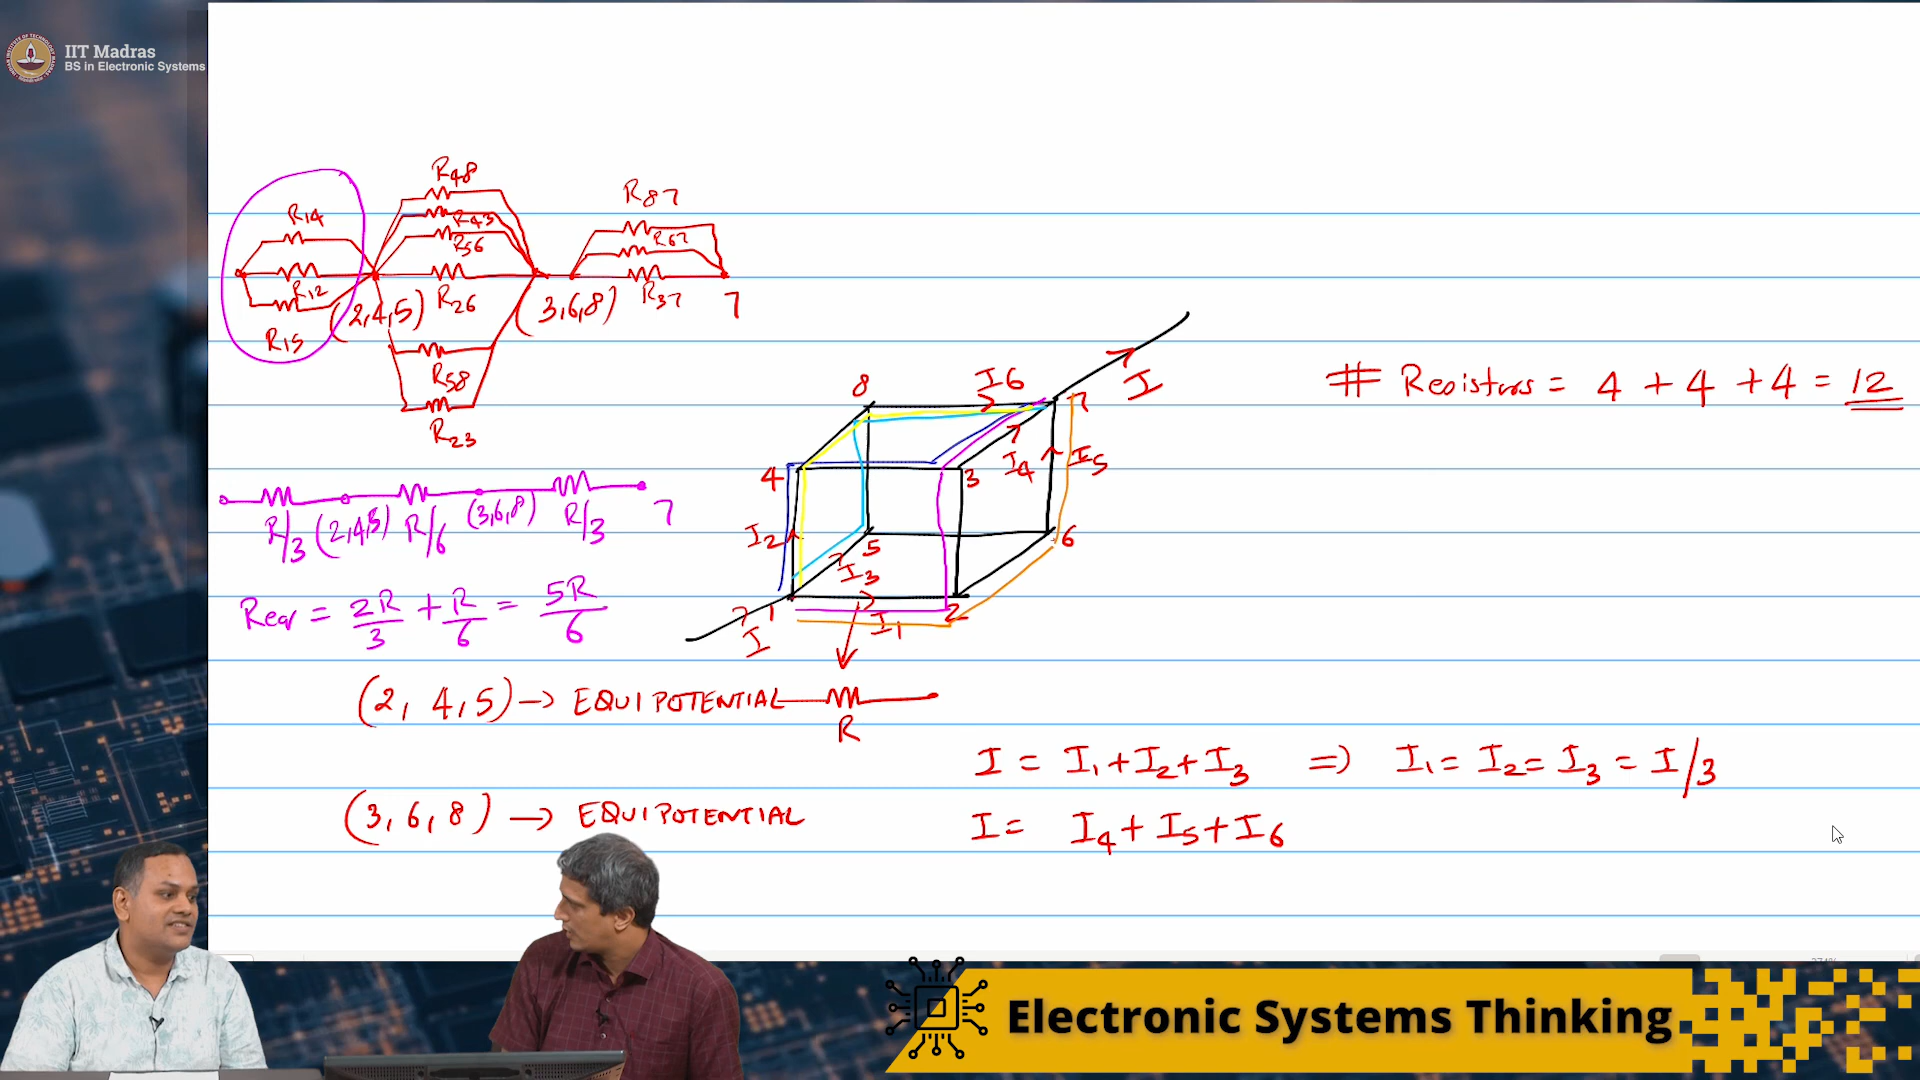 IIT Madras
BS in Electronic Systems
R48
R14
R43
R56
R12
R26
R15
(2,4,5)
R58
R23
R87
R67
R37
(3,6,8)
7
# Resistors = 4 + 4 + 4 = 12
8
I6
7
I
4
3
I4
I5
I2
5
6
I3
1
I
I1
2
R/3 (2,4,5) R/6 (3,6,8) R/3 7
Req = 2R/3 + R/6 = 5R/6
(2, 4, 5) → EQUIPOTENTIAL
R
I = I1 + I2 + I3 ⇒ I1 = I2 = I3 = I/3
(3, 6, 8) → EQUIPOTENTIAL
I = I4 + I5 + I6
Electronic Systems Thinking